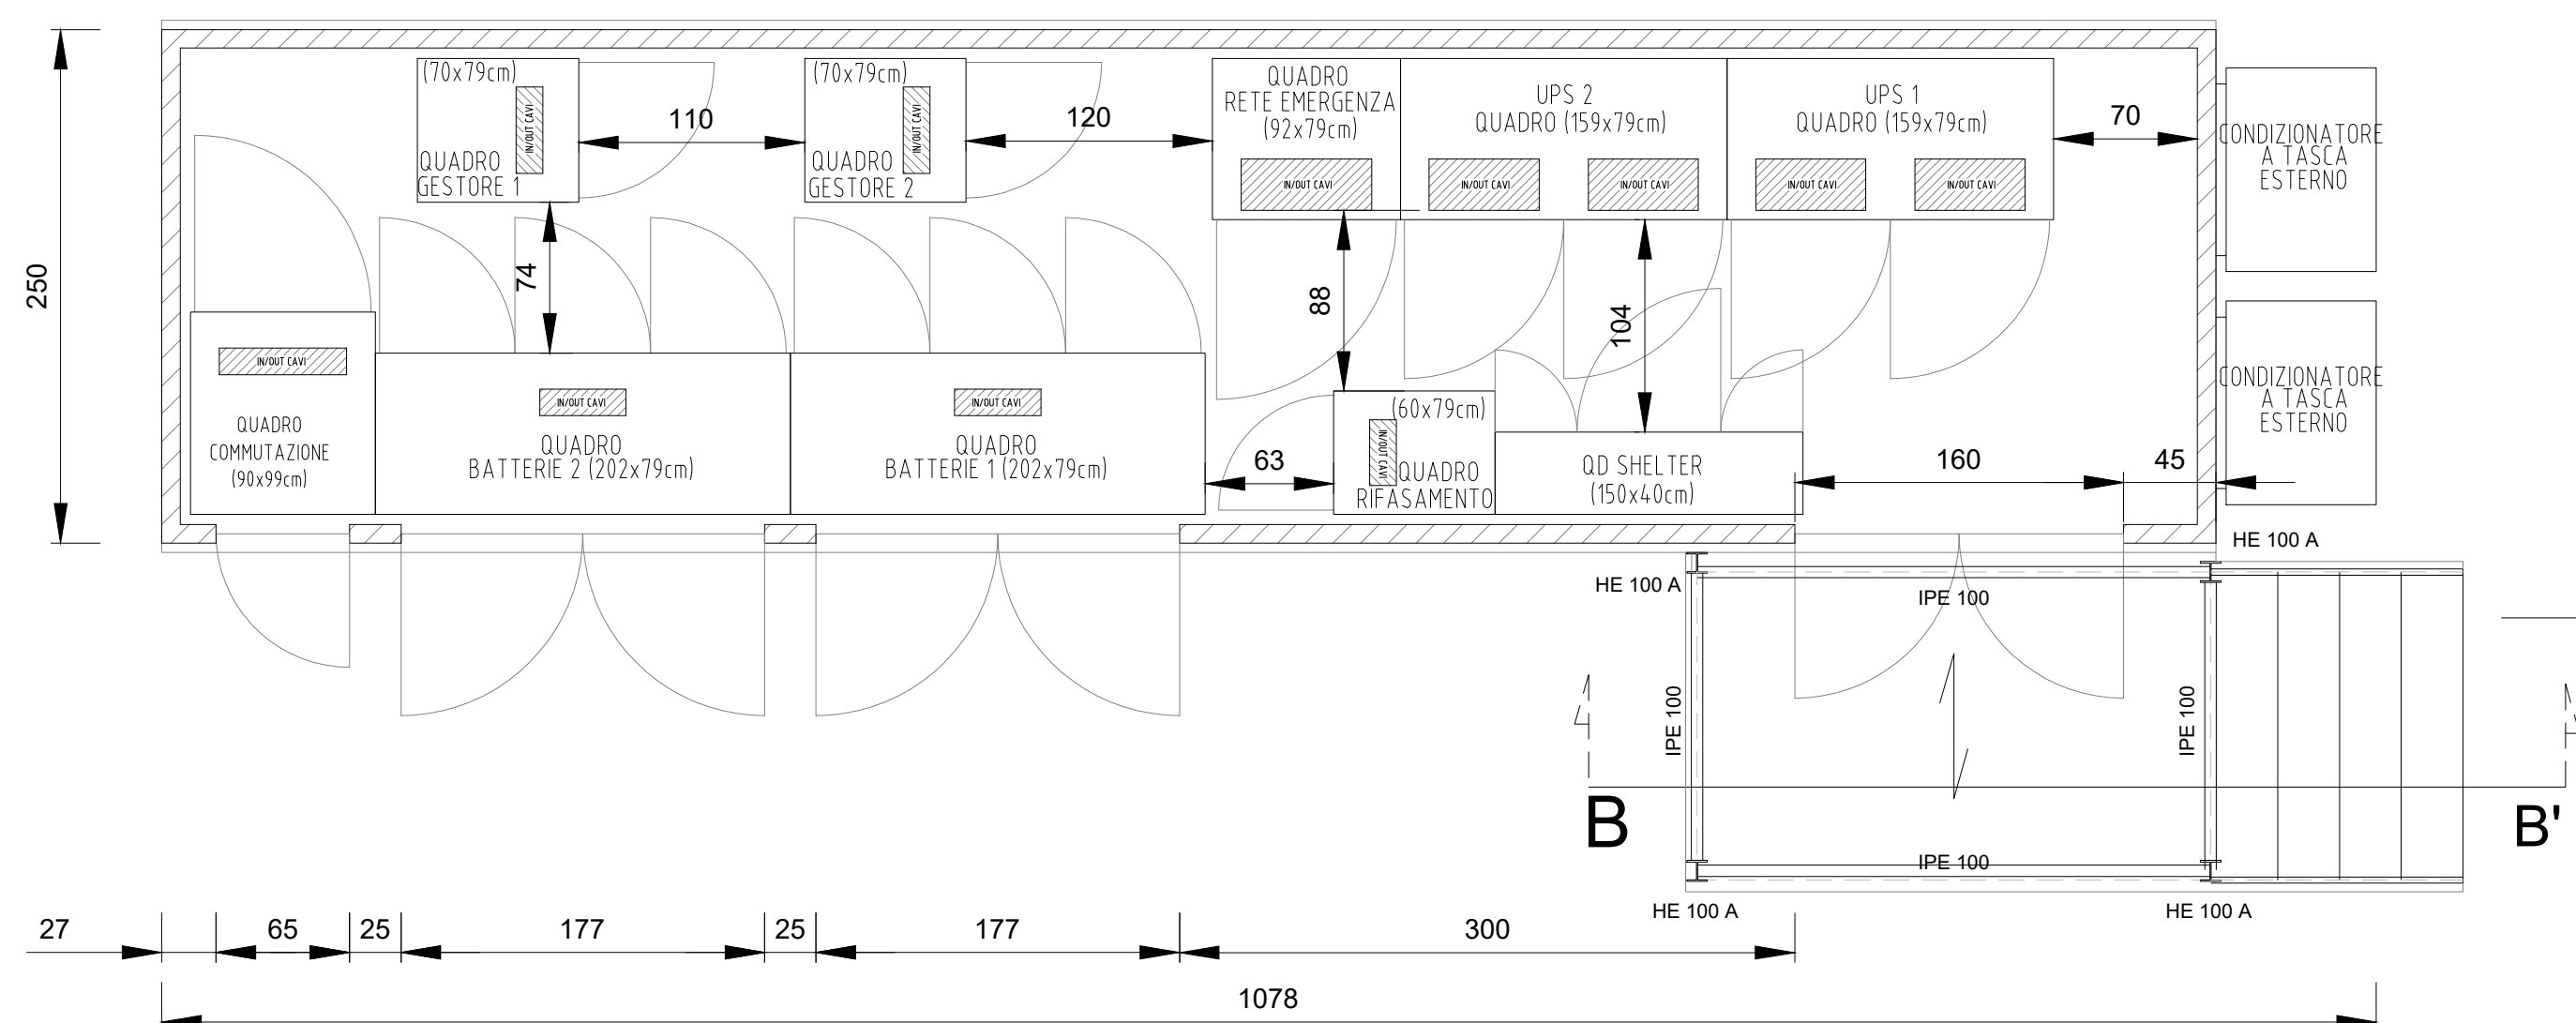 (70x79cm)
IN/OUT CAVI
QUADRO
GESTORE 1
110
(70x79cm)
IN/OUT CAVI
QUADRO
GESTORE 2
120
QUADRO
RETE EMERGENZA
(92x79cm)
IN/OUT CAVI
UPS 2
QUADRO (159x79cm)
IN/OUT CAVI
IN/OUT CAVI
UPS 1
QUADRO (159x79cm)
IN/OUT CAVI
IN/OUT CAVI
70
CONDIZIONATORE
A TASCA
ESTERNO
250
74
88
104
IN/OUT CAVI
QUADRO
COMMUTAZIONE
(90x99cm)
IN/OUT CAVI
QUADRO
BATTERIE 2 (202x79cm)
IN/OUT CAVI
QUADRO
BATTERIE 1 (202x79cm)
63
(60x79cm)
IN/OUT CAVI
QUADRO
RIFASAMENTO
QD SHELTER
(150x40cm)
160
45
CONDIZIONATORE
A TASCA
ESTERNO
HE 100 A
HE 100 A
IPE 100
IPE 100
IPE 100
B
B'
IPE 100
HE 100 A
HE 100 A
27
65
25
177
25
177
300
1078